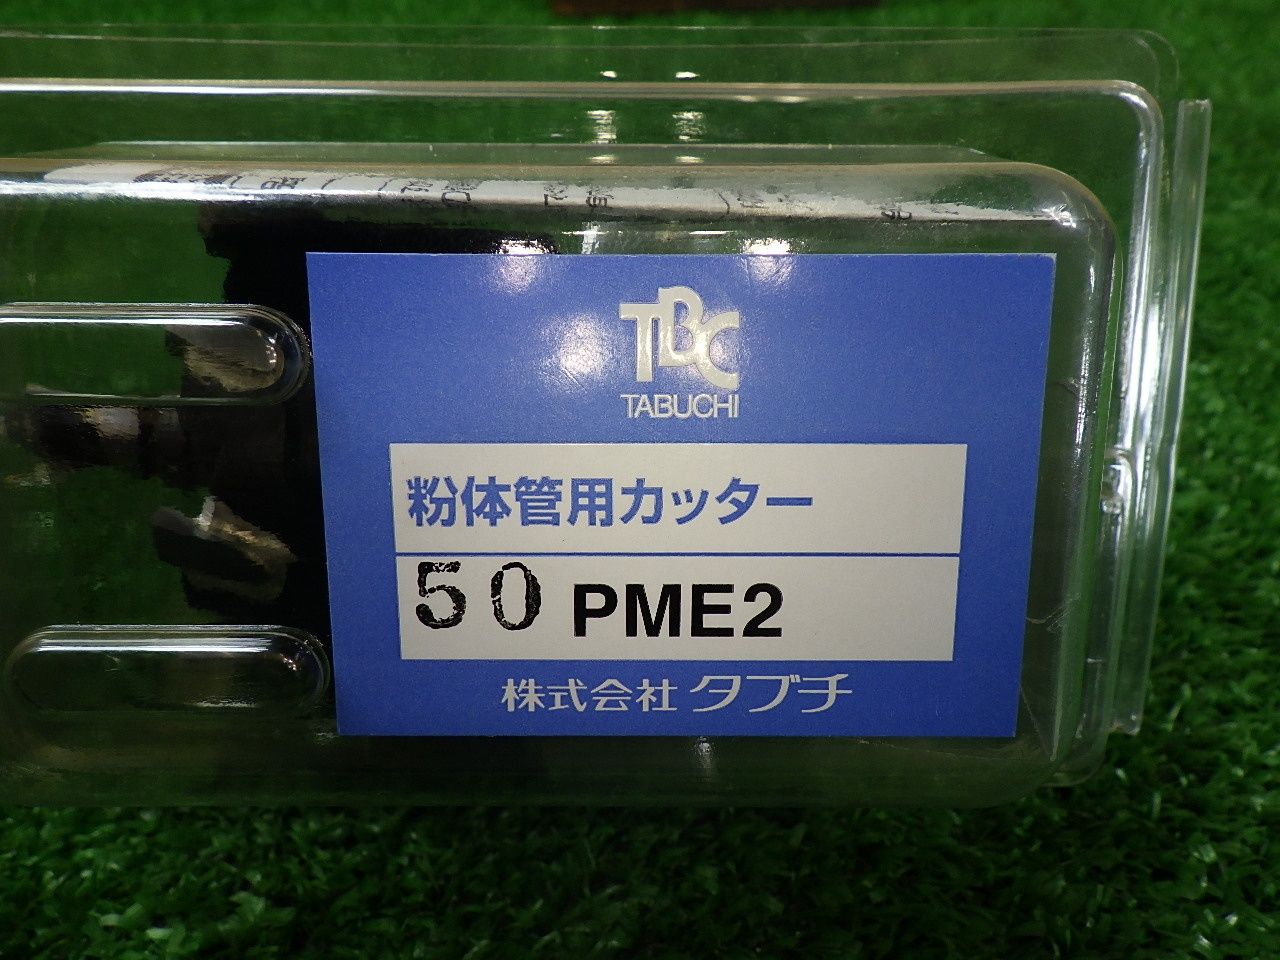 TBC
TABUCHI
粉体管用カッター
50 PME2
株式会社 タブチ